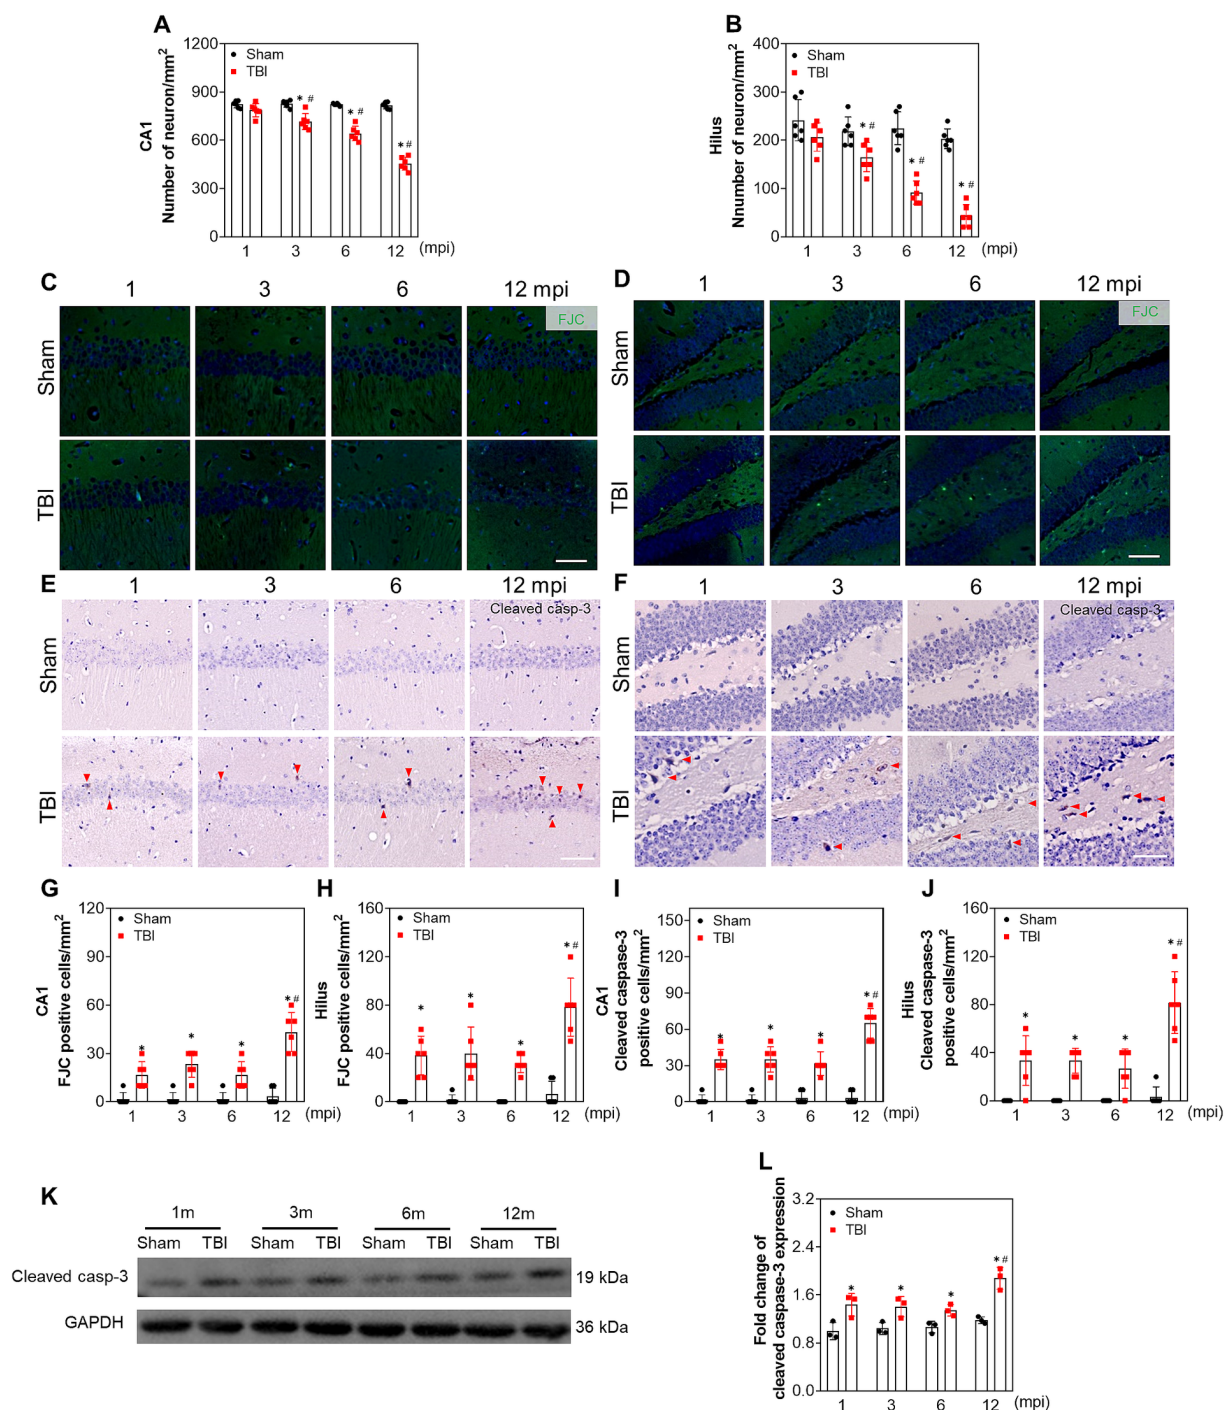 A
CA1
Number of neuron/mm2
1200
900
600
300
0
Sham
TBI
* #
* #
* #
1 3 6 12 (mpi)
B
Hilus
Nnumber of neuron/mm2
400
300
200
100
0
Sham
TBI
* #
* #
* #
1 3 6 12 (mpi)
C
1 3 6 12 mpi
Sham
FJC
TBI
D
1 3 6 12 mpi
Sham
FJC
TBI
E
1 3 6 12 mpi
Sham
Cleaved casp-3
TBI
F
1 3 6 12 mpi
Sham
Cleaved casp-3
TBI
G
CA1
FJC positive cells/mm2
120
90
60
30
0
Sham
TBI
* * * * #
1 3 6 12 (mpi)
H
Hilus
FJC positive cells/mm2
160
120
80
40
0
Sham
TBI
* * * * #
1 3 6 12 (mpi)
I
CA1
Cleaved caspase-3
positive cells/mm2
150
120
90
60
30
0
Sham
TBI
* * * * #
1 3 6 12 (mpi)
J
Hilus
Cleaved caspase-3
positive cells/mm2
160
120
80
40
0
Sham
TBI
* * * * #
1 3 6 12 (mpi)
K
1m 3m 6m 12m
Sham TBI Sham TBI Sham TBI Sham TBI
Cleaved casp-3 19 kDa
GAPDH 36 kDa
L
Fold change of
cleaved caspase-3 expression
3.2
2.4
1.6
0.8
0.0
Sham
TBI
* * * * #
1 3 6 12 (mpi)